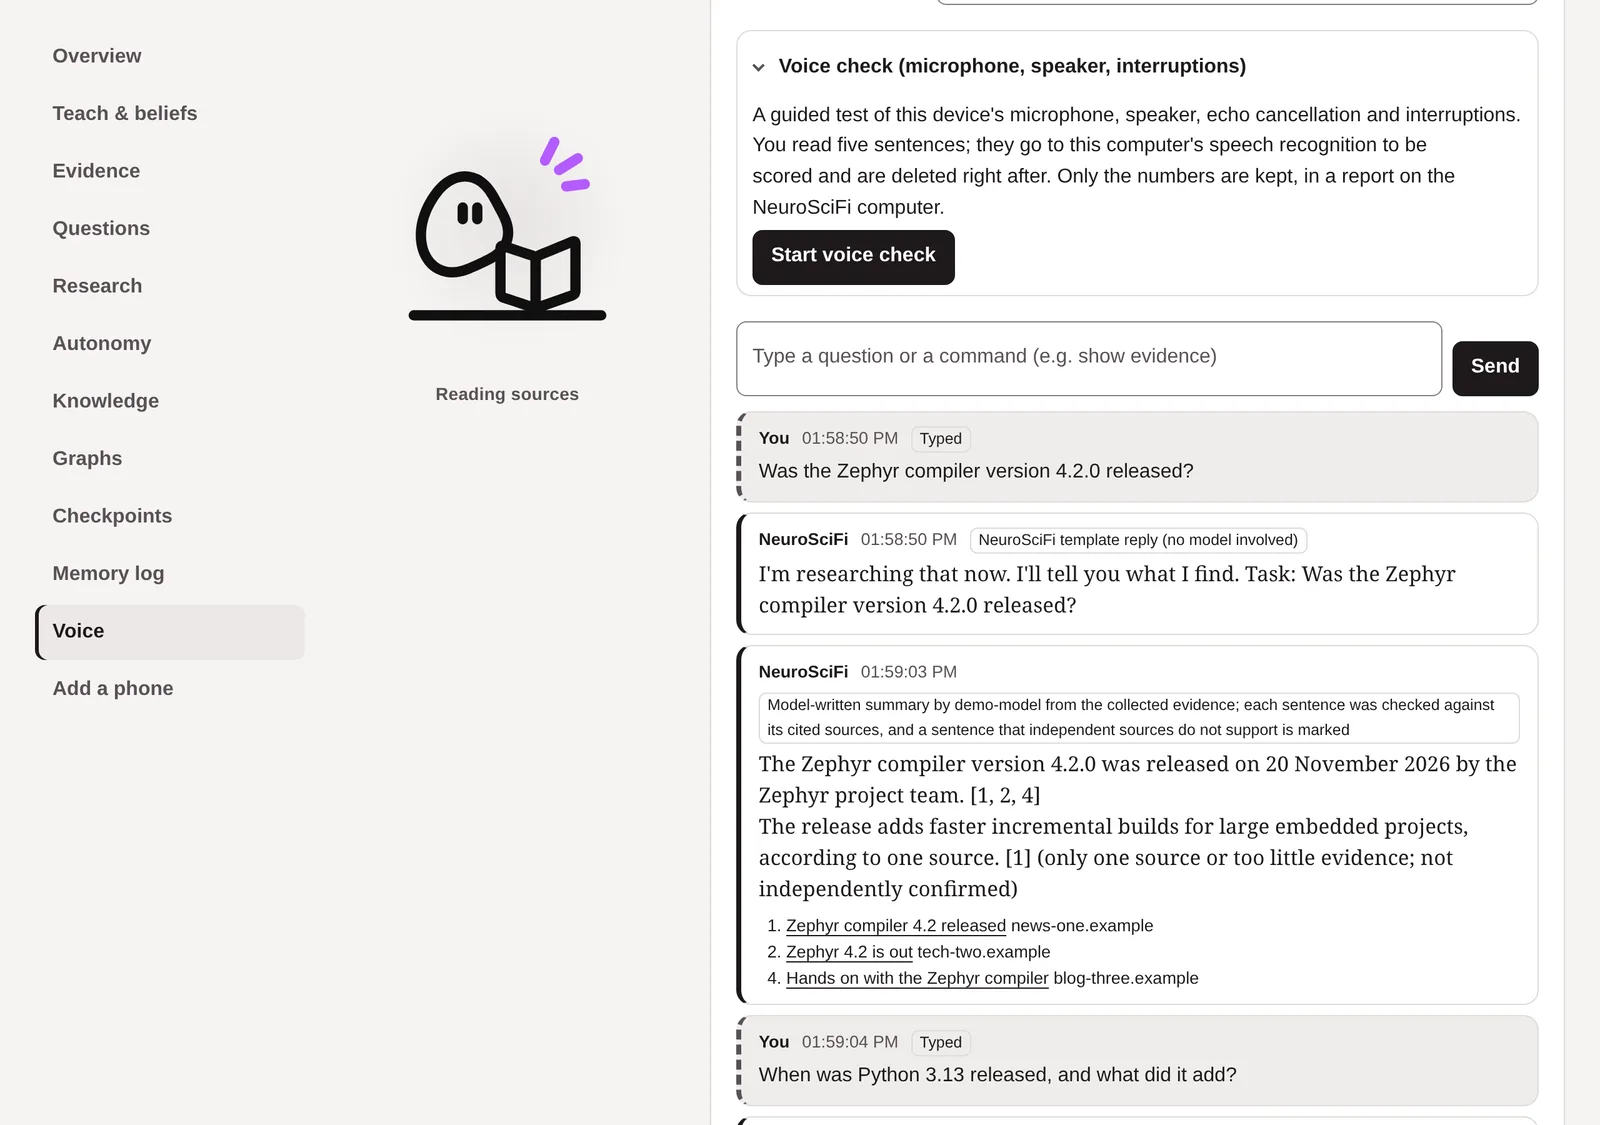 Overview
Teach & beliefs
Evidence
Questions
Research
Autonomy
Knowledge
Graphs
Checkpoints
Memory log
Voice
Add a phone
Reading sources
Voice check (microphone, speaker, interruptions)
A guided test of this device's microphone, speaker, echo cancellation and interruptions.
You read five sentences; they go to this computer's speech recognition to be
scored and are deleted right after. Only the numbers are kept, in a report on the
NeuroSciFi computer.
Start voice check
Type a question or a command (e.g. show evidence)
Send
You 01:58:50 PM Typed
Was the Zephyr compiler version 4.2.0 released?
NeuroSciFi 01:58:50 PM NeuroSciFi template reply (no model involved)
I'm researching that now. I'll tell you what I find. Task: Was the Zephyr
compiler version 4.2.0 released?
NeuroSciFi 01:59:03 PM
Model-written summary by demo-model from the collected evidence; each sentence was checked against
its cited sources, and a sentence that independent sources do not support is marked
The Zephyr compiler version 4.2.0 was released on 20 November 2026 by the
Zephyr project team. [1, 2, 4]
The release adds faster incremental builds for large embedded projects,
according to one source. [1] (only one source or too little evidence; not
independently confirmed)
1. Zephyr compiler 4.2 released news-one.example
2. Zephyr 4.2 is out tech-two.example
4. Hands on with the Zephyr compiler blog-three.example
You 01:59:04 PM Typed
When was Python 3.13 released, and what did it add?